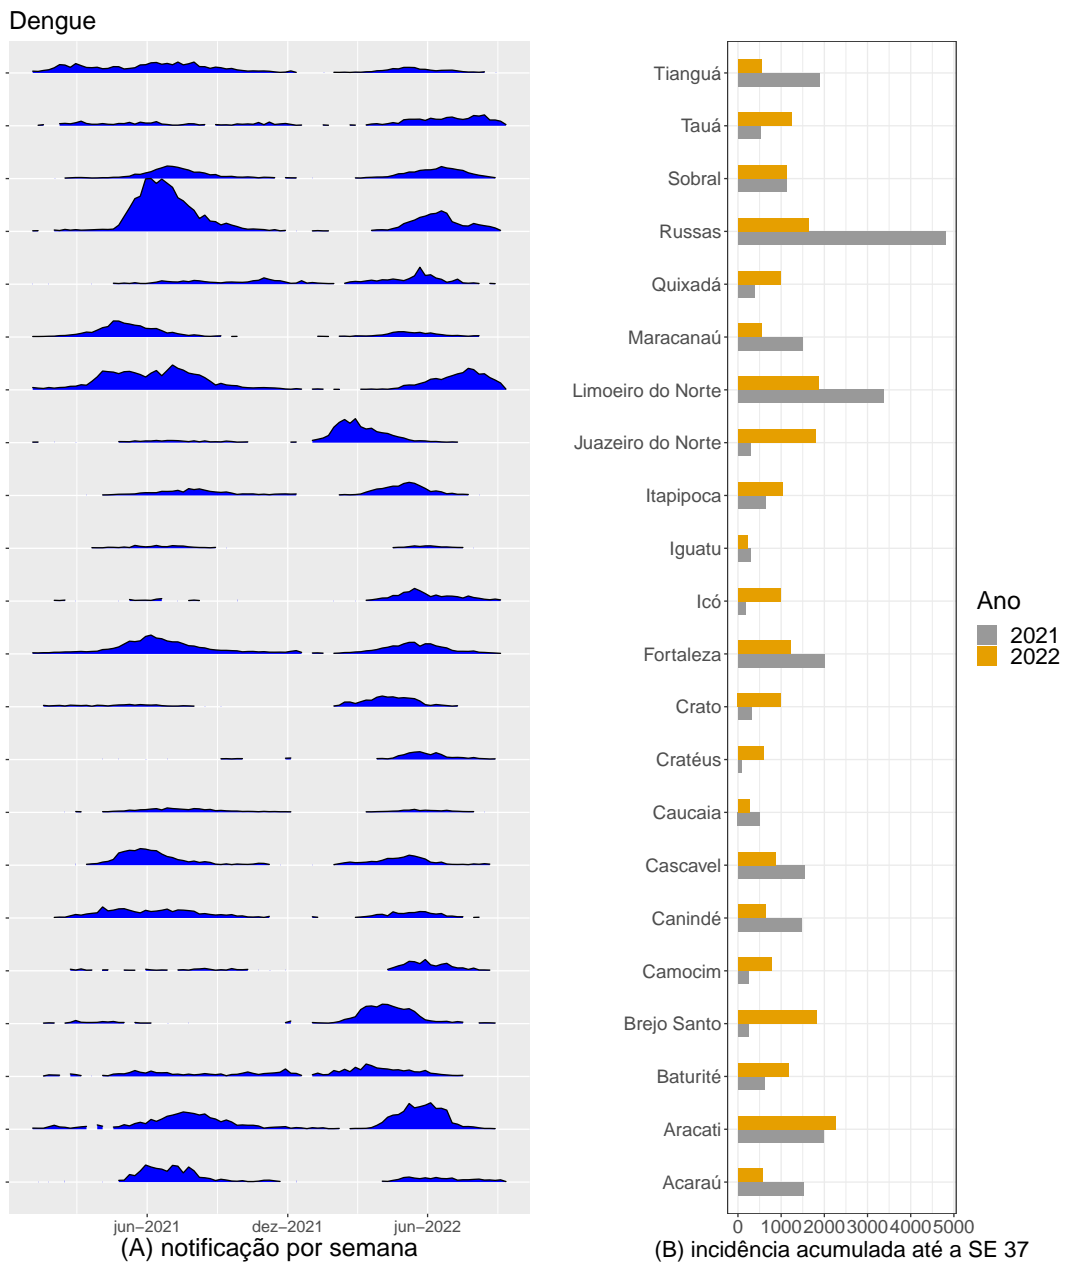 Dengue
Tianguá
Tauá
Sobral
Russas
Quixadá
Maracanaú
Limoeiro do Norte
Juazeiro do Norte
Itapipoca
Iguatu
Icó
Fortaleza
Crato
Cratéus
Caucaia
Cascavel
Canindé
Camocim
Brejo Santo
Baturité
Aracati
Acaraú
Ano
2021
2022
jun−2021 dez−2021 jun−2022
(A) notificação por semana
0 1000 2000 3000 4000 5000
(B) incidência acumulada até a SE 37